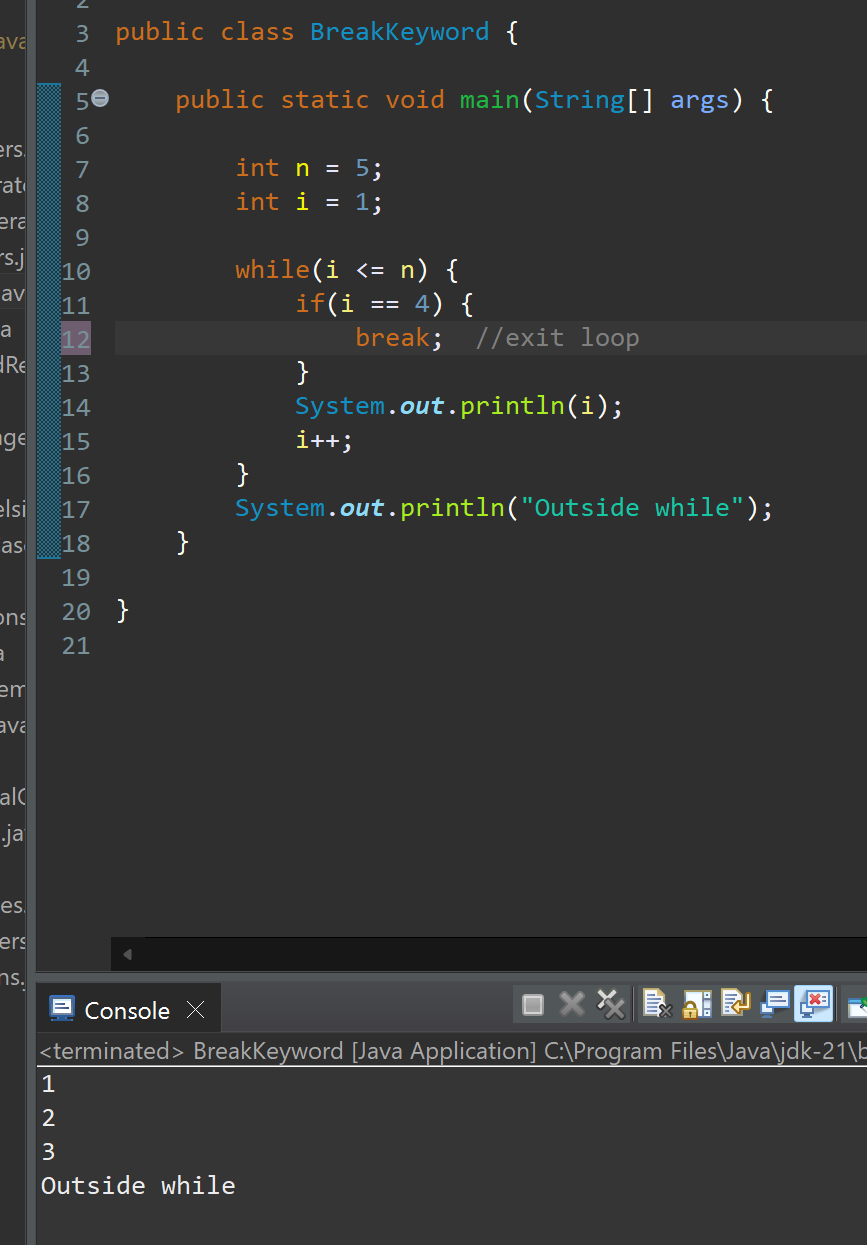 2
3 public class BreakKeyword {
4
5 public static void main(String[] args) {
6
7 int n = 5;
8 int i = 1;
9
10 while(i <= n) {
11 if(i == 4) {
12 break;  //exit loop
13 }
14 System.out.println(i);
15 i++;
16 }
17 System.out.println("Outside while");
18 }
19
20 }
21
Console
<terminated> BreakKeyword [Java Application] C:\Program Files\Java\jdk-21\b
1
2
3
Outside while